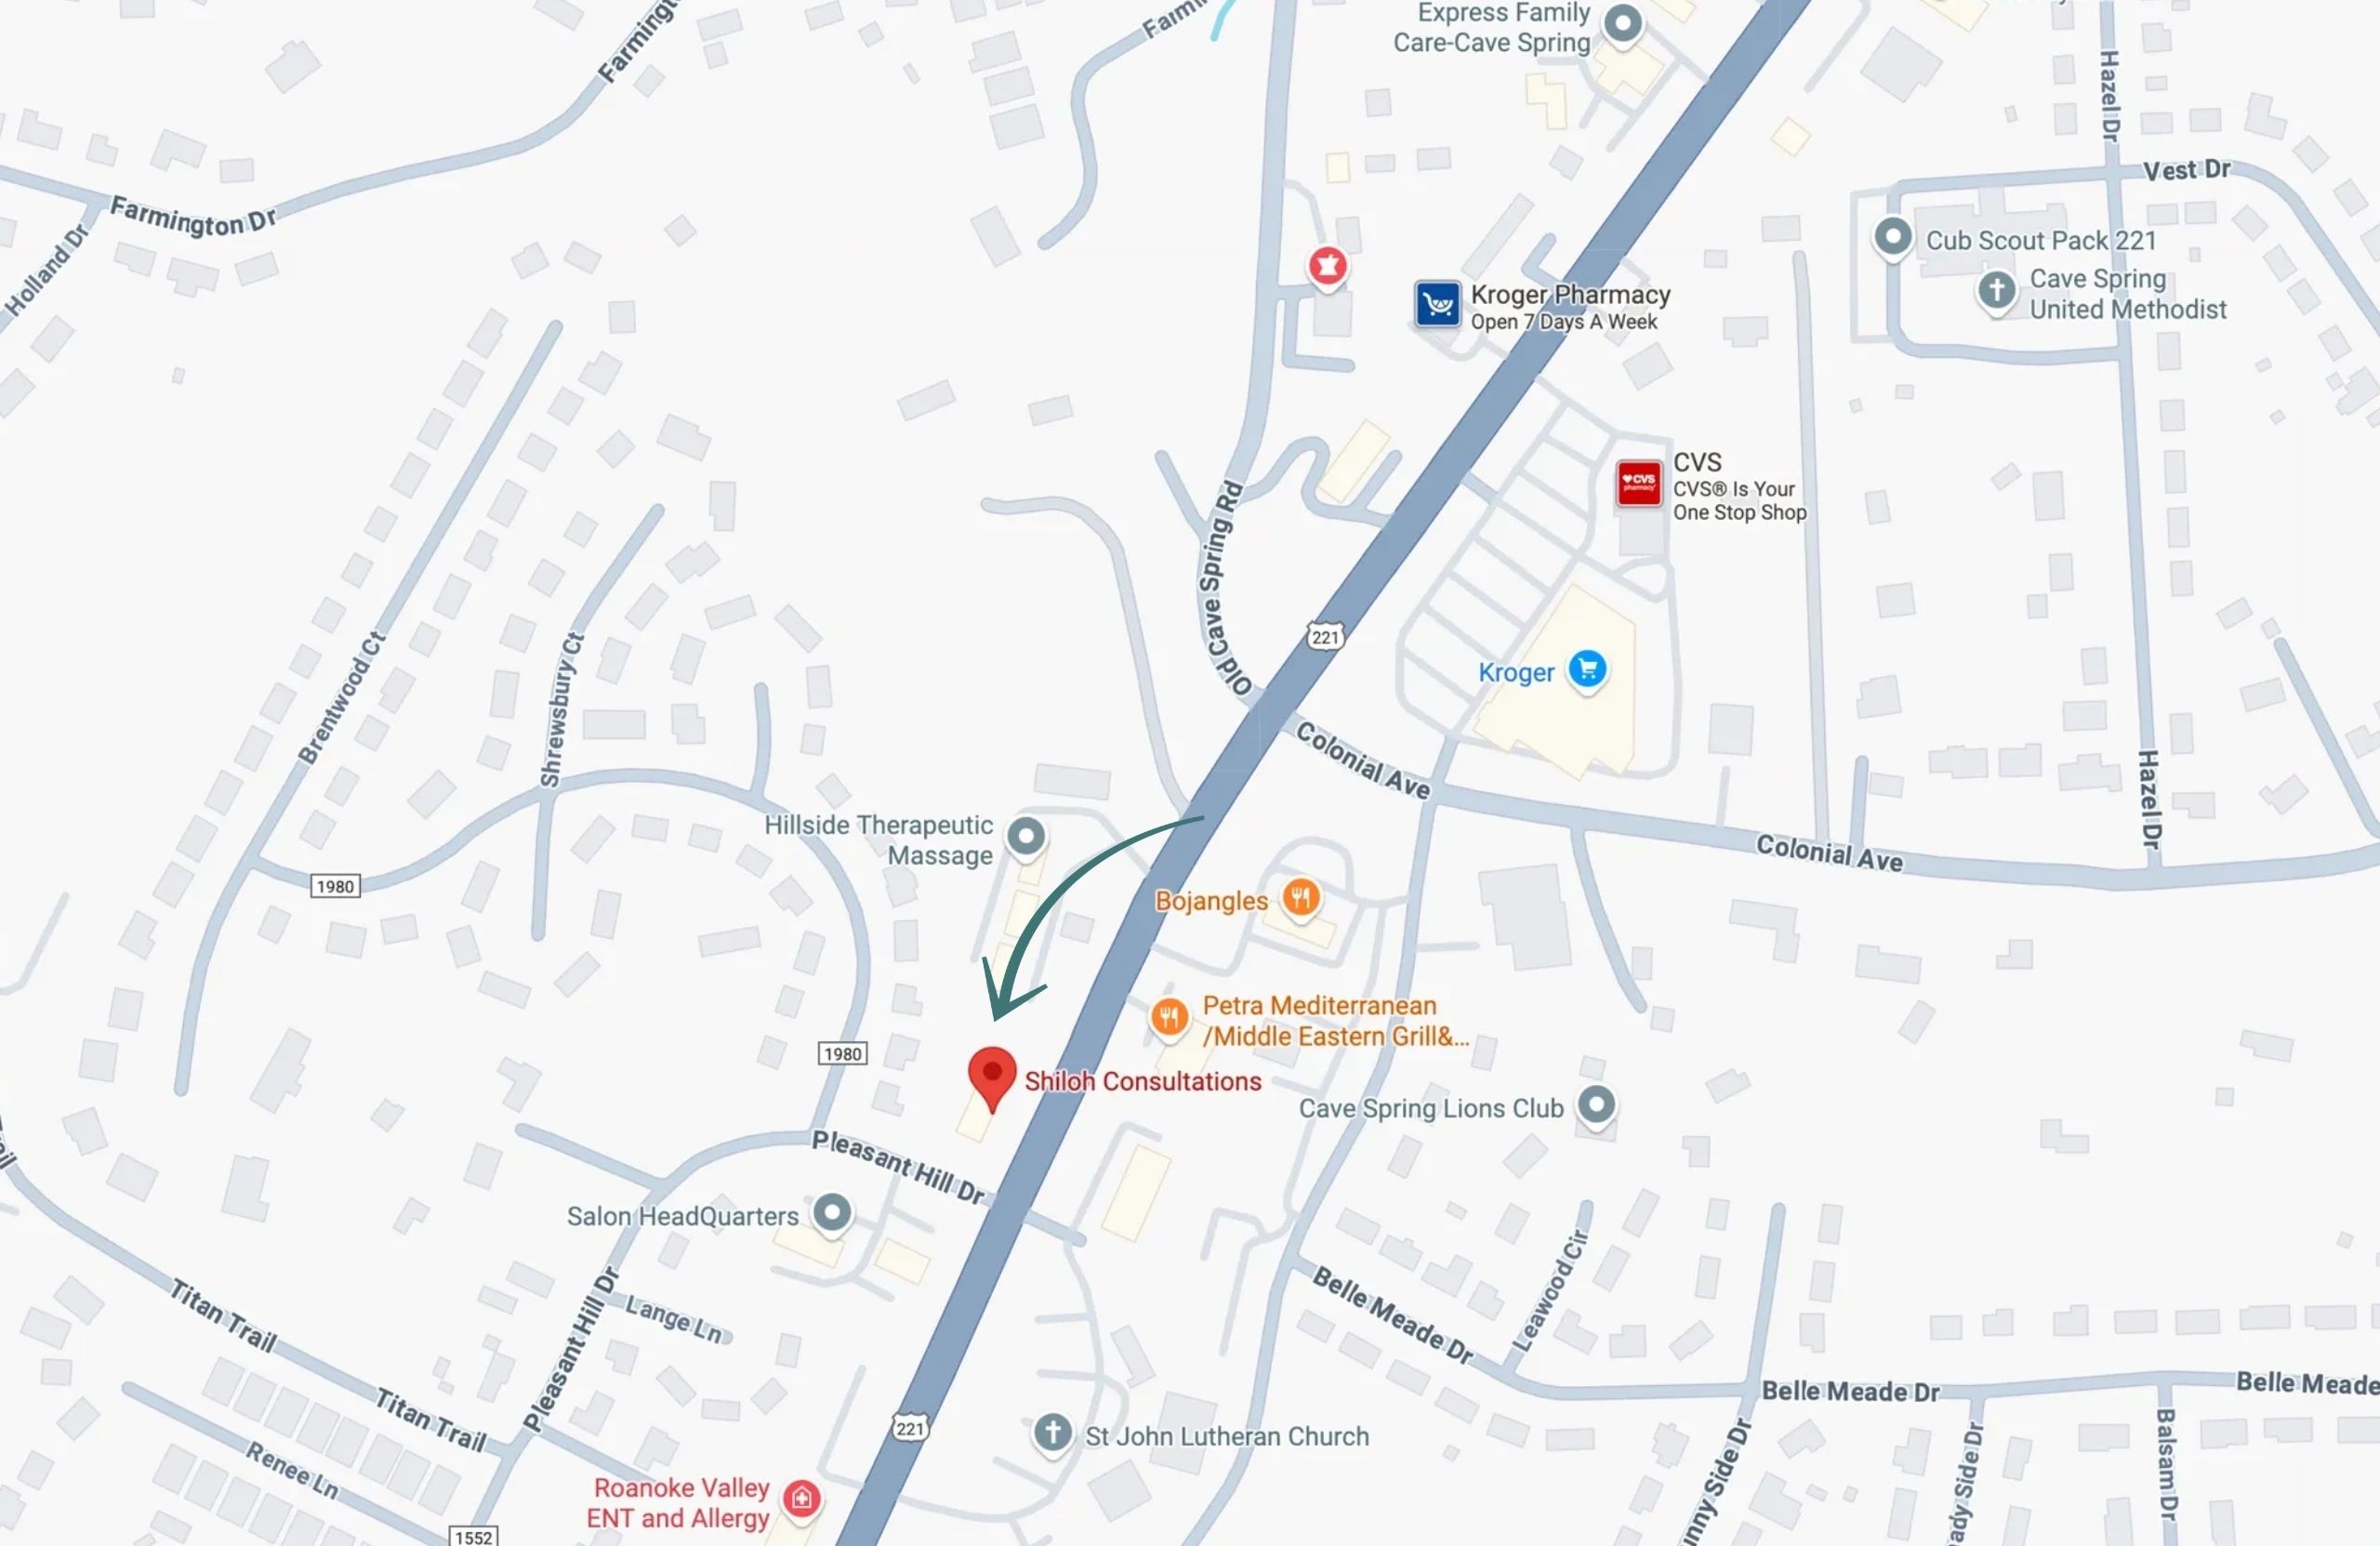 Express Family
Care-Cave Spring
Farmington Dr
Holland Dr
Hazel Dr
Vest Dr
Cub Scout Pack 221
Cave Spring
United Methodist
Kroger Pharmacy
Open 7 Days A Week
CVS
pharmacy
CVS
CVS® Is Your
One Stop Shop
Old Cave Spring Rd
221
Kroger
Brentwood Ct
Shrewsbury Ct
Colonial Ave
Colonial Ave
Hazel Dr
Hillside Therapeutic
Massage
1980
Bojangles
Petra Mediterranean
/Middle Eastern Grill&...
1980
Shiloh Consultations
Cave Spring Lions Club
Pleasant Hill Dr
Salon HeadQuarters
Pleasant Hill Dr
Lange Ln
Titan Trail
Titan Trail
Renee Ln
Belle Meade Dr
Leawood Cir
Belle Meade Dr
Belle Meade
Balsam Dr
221
St John Lutheran Church
Roanoke Valley
ENT and Allergy
1552